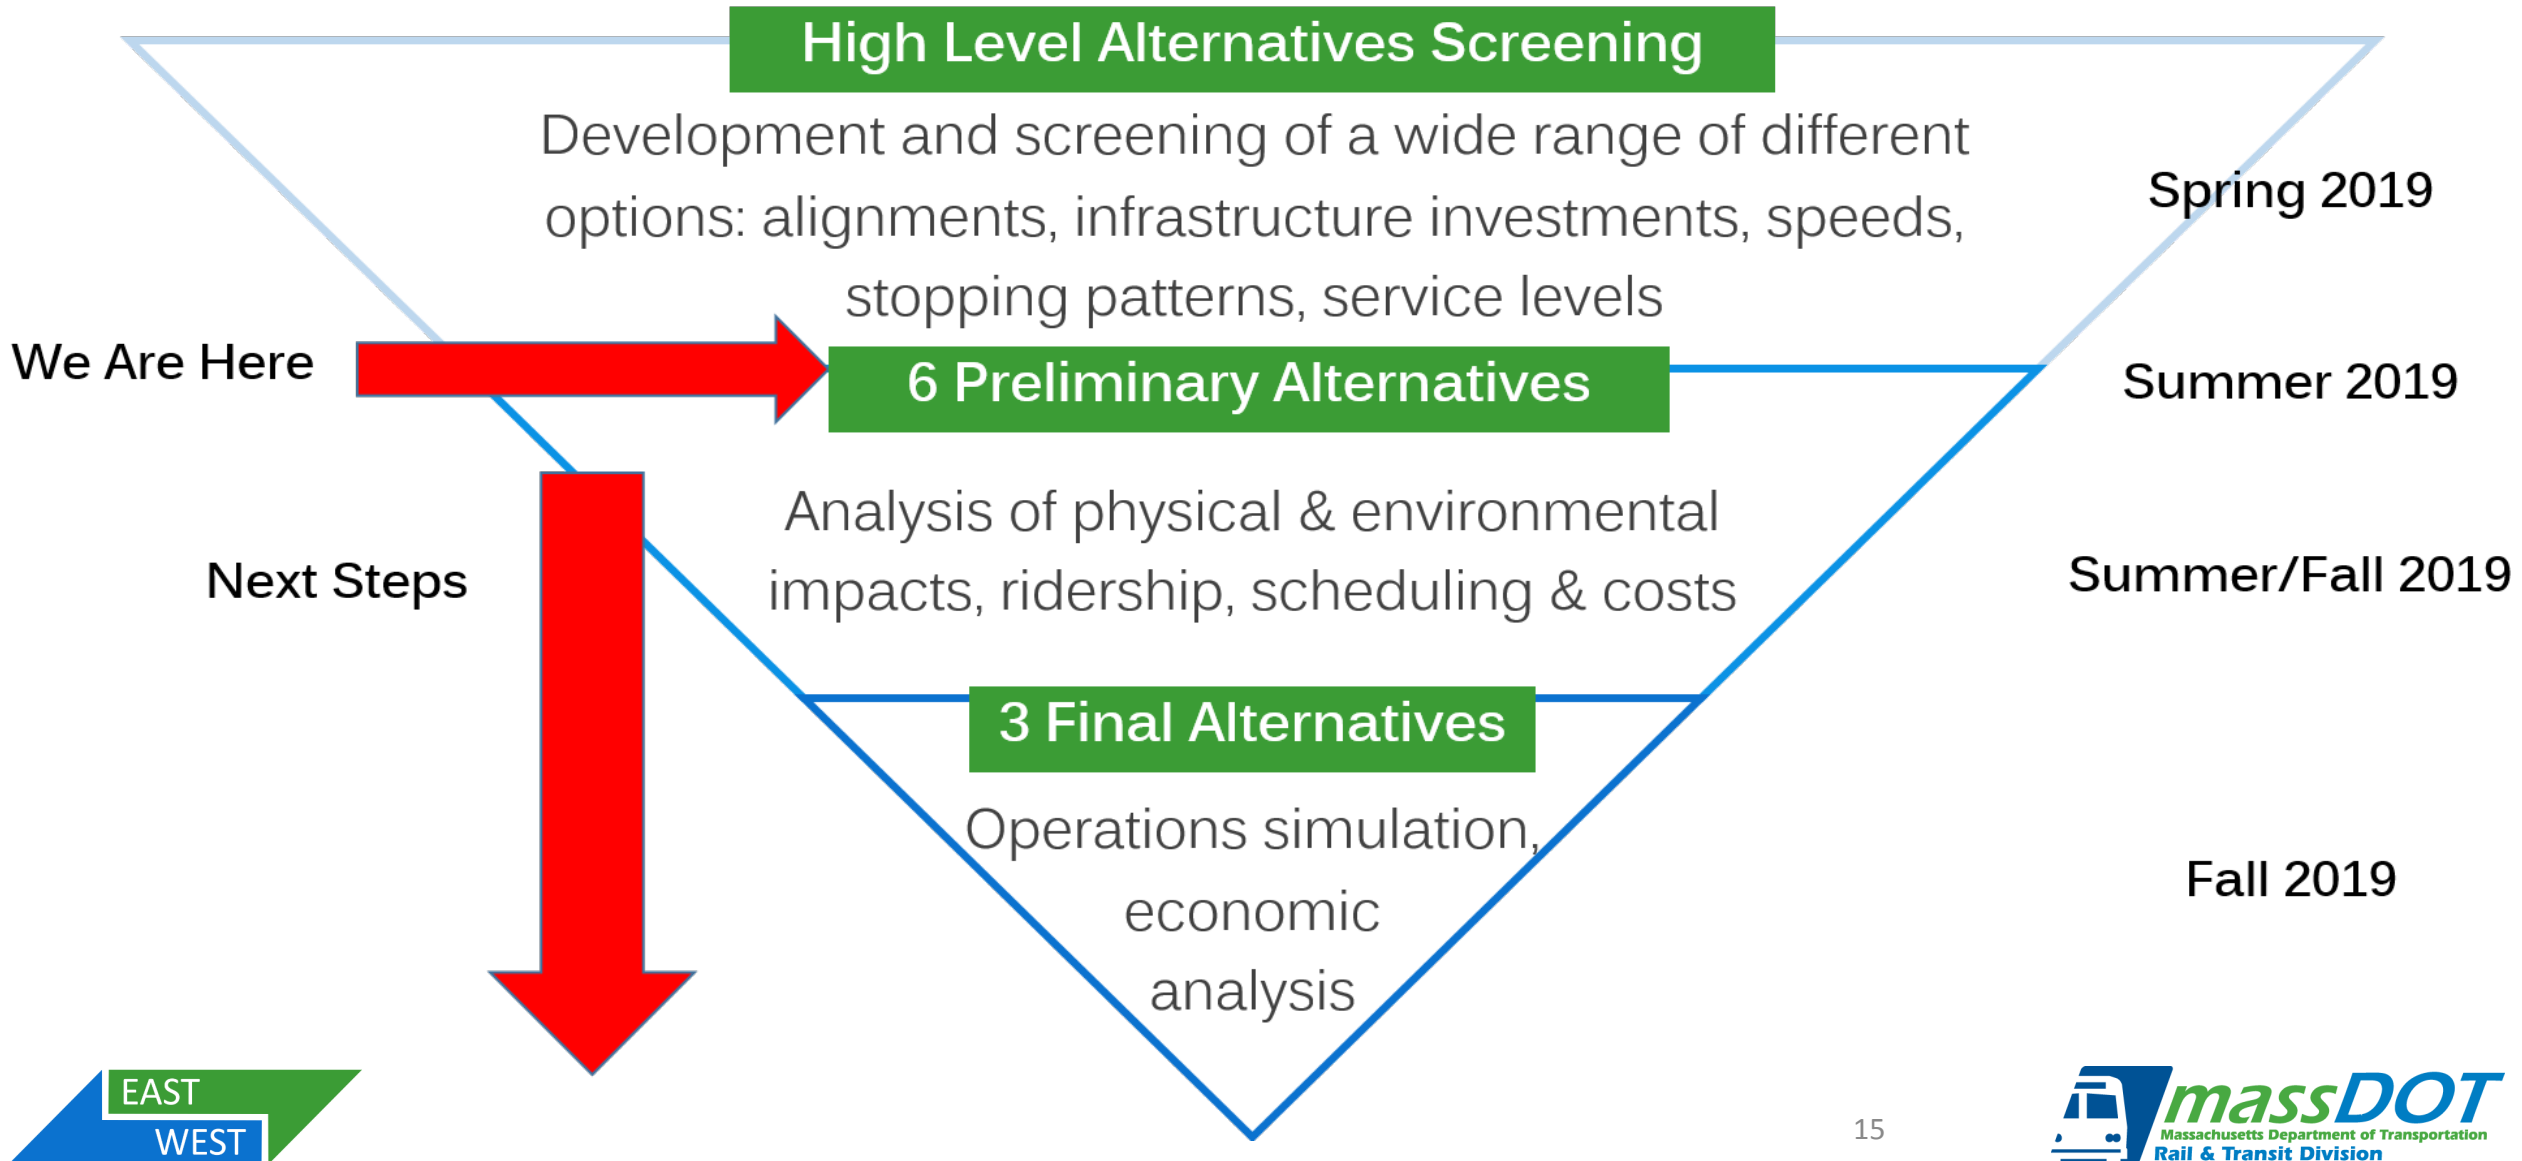 High Level Alternatives Screening
Development and screening of a wide range of different
options: alignments, infrastructure investments, speeds,
stopping patterns, service levels
Spring 2019
We Are Here
6 Preliminary Alternatives
Summer 2019
Analysis of physical & environmental
impacts, ridership, scheduling & costs
Next Steps
Summer/Fall 2019
3 Final Alternatives
Operations simulation,
economic
analysis
Fall 2019
EAST
WEST
15
massDOT
Massachusetts Department of Transportation
Rail & Transit Division